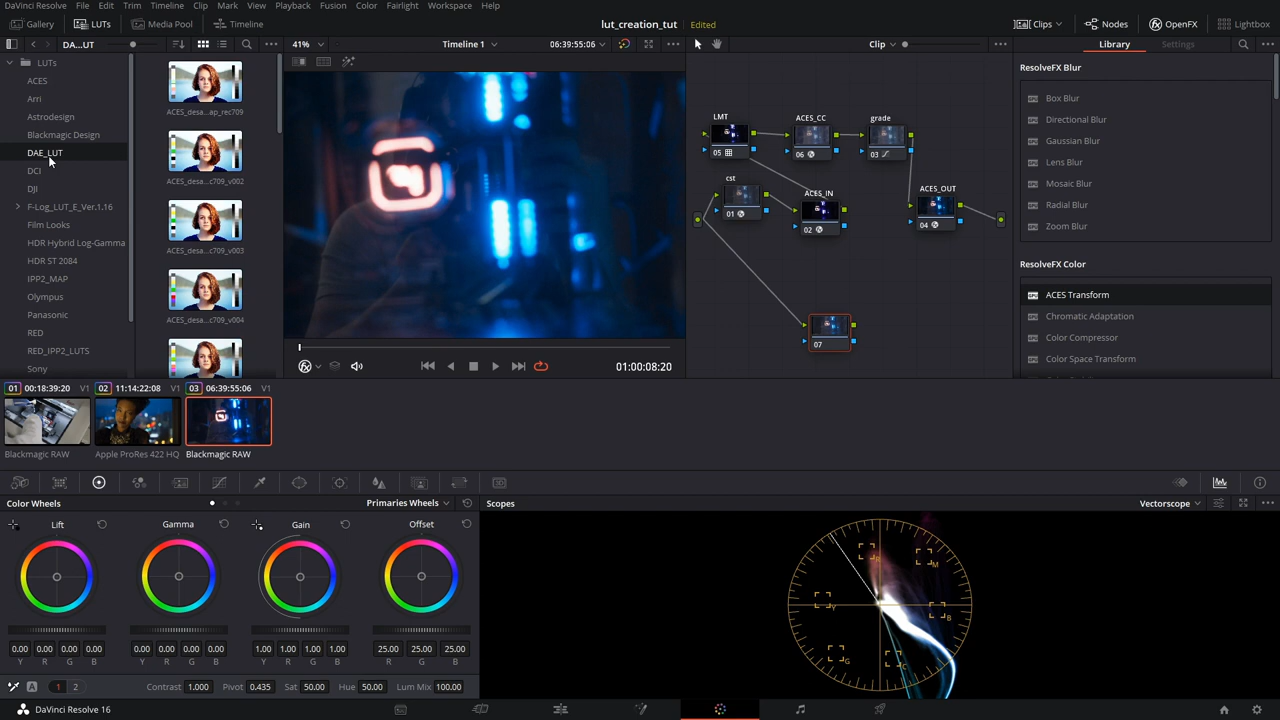 DaVinci Resolve File Edit Trim Timeline Clip Mark View Playback Fusion Color Fairlight Workspace Help
Gallery LUTs Media Pool Timeline lut_creation_tut Edited Clips Nodes OpenFX Lightbox
DA...UT 41% Timeline 1 06:39:55:06 Clip Library Settings
LUTs
ACES
Arri
Astrodesign
Blackmagic Design
DAE_LUT
DCI
DJI
F-Log_LUT_E_Ver.1.16
Film Looks
HDR Hybrid Log-Gamma
HDR ST 2084
IPP2_MAP
Olympus
Panasonic
RED
RED_IPP2_LUTS
Sony
ACES_desa...ap_rec709
ACES_desa...c709_v002
ACES_desa...c709_v003
ACES_desa...c709_v004
01:00:08:20
LMT
05
ACES_CC
06
grade
03
cst
01
ACES_IN
02
ACES_OUT
04
07
ResolveFX Blur
Box Blur
Directional Blur
Gaussian Blur
Lens Blur
Mosaic Blur
Radial Blur
Zoom Blur
ResolveFX Color
ACES Transform
Chromatic Adaptation
Color Compressor
Color Space Transform
01 00:18:39:20 V1 02 11:14:22:08 V1 03 06:39:55:06 V1
Blackmagic RAW Apple ProRes 422 HQ Blackmagic RAW
Color Wheels Primaries Wheels Scopes Vectorscope
Lift Gamma Gain Offset
0.00 0.00 0.00 0.00 0.00 0.00 0.00 0.00 1.00 1.00 1.00 1.00 25.00 25.00 25.00
Y R G B Y R G B Y R G B R G B
A 1 2 Contrast 1.000 Pivot 0.435 Sat 50.00 Hue 50.00 Lum Mix 100.00
R
M
Y
B
G
C
DaVinci Resolve 16